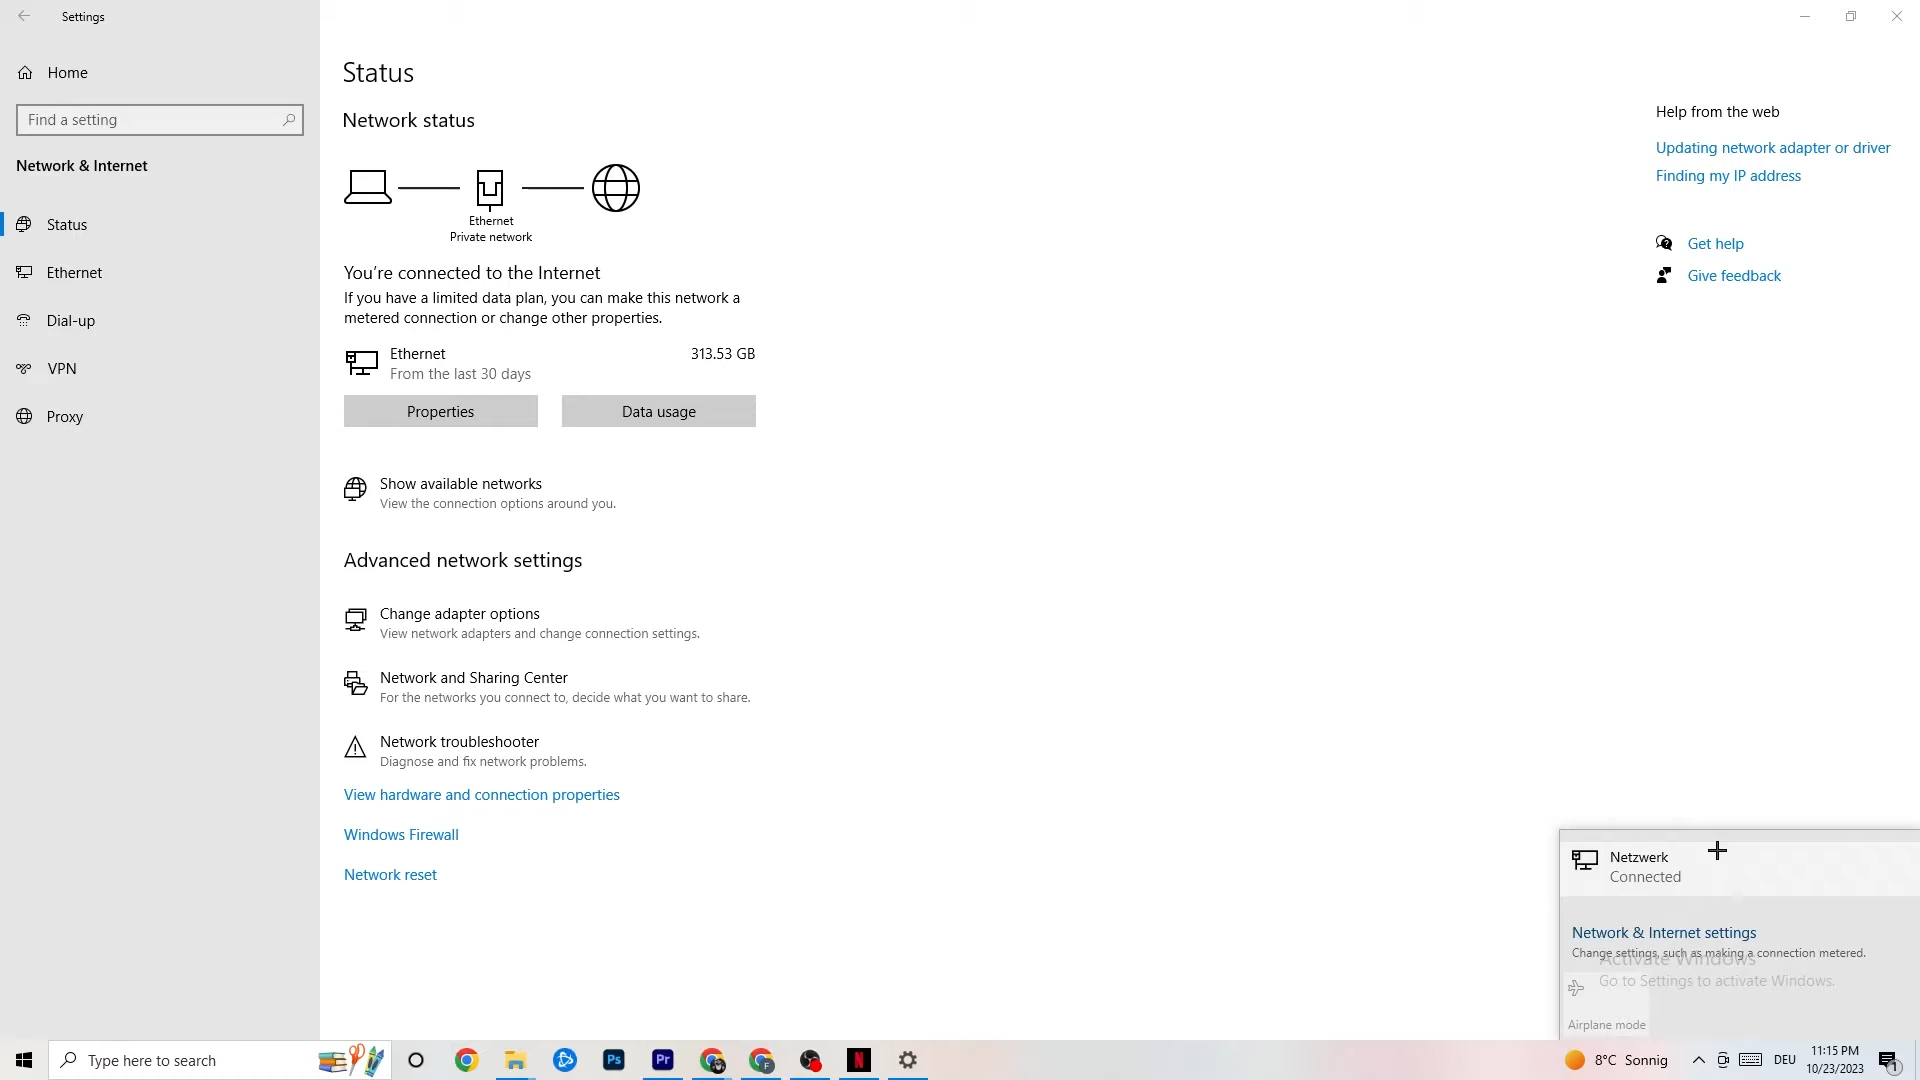 Settings
Home
Find a setting
Network & Internet
Status
Ethernet
Dial-up
VPN
Proxy
Status
Network status
Ethernet
Private network
You’re connected to the Internet
If you have a limited data plan, you can make this network a
metered connection or change other properties.
Ethernet 313.53 GB
From the last 30 days
Properties Data usage
Show available networks
View the connection options around you.
Advanced network settings
Change adapter options
View network adapters and change connection settings.
Network and Sharing Center
For the networks you connect to, decide what you want to share.
Network troubleshooter
Diagnose and fix network problems.
View hardware and connection properties
Windows Firewall
Network reset
Help from the web
Updating network adapter or driver
Finding my IP address
Get help
Give feedback
Netzwerk
Connected
Network & Internet settings
Change settings, such as making a connection metered.
Activate Windows
Go to Settings to activate Windows.
Airplane mode
Type here to search
Ps
Pr
F
N
8°C Sonnig
DEU
11:15 PM
10/23/2023
1